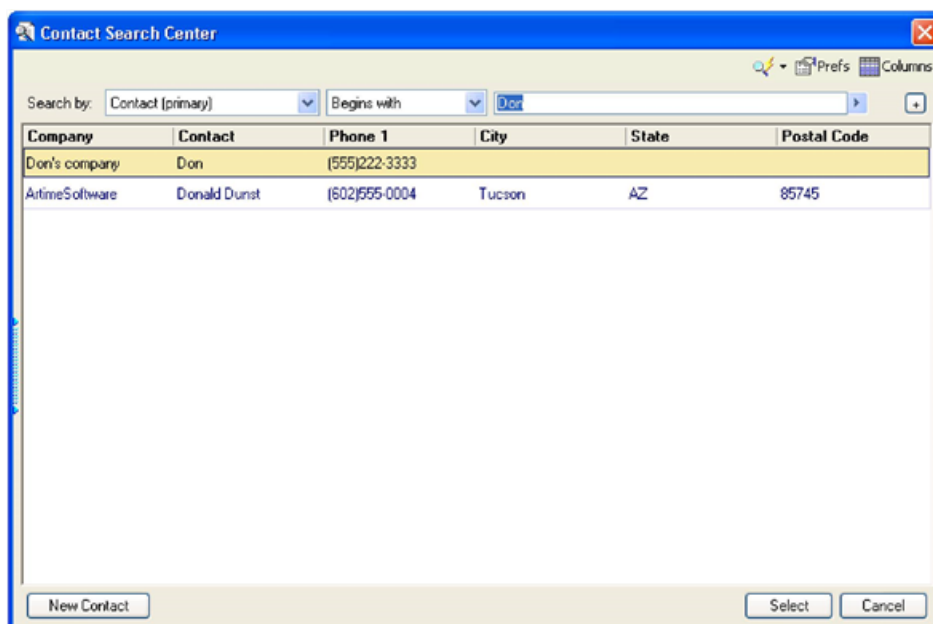 Contact Search Center
Prefs Columns
Search by: Contact (primary) Begins with Don
Company Contact Phone 1 City State Postal Code
Don's company Don (555)222-3333
ArtimeSoftware Donald Dunst (602)555-0004 Tucson AZ 85745
New Contact Select Cancel